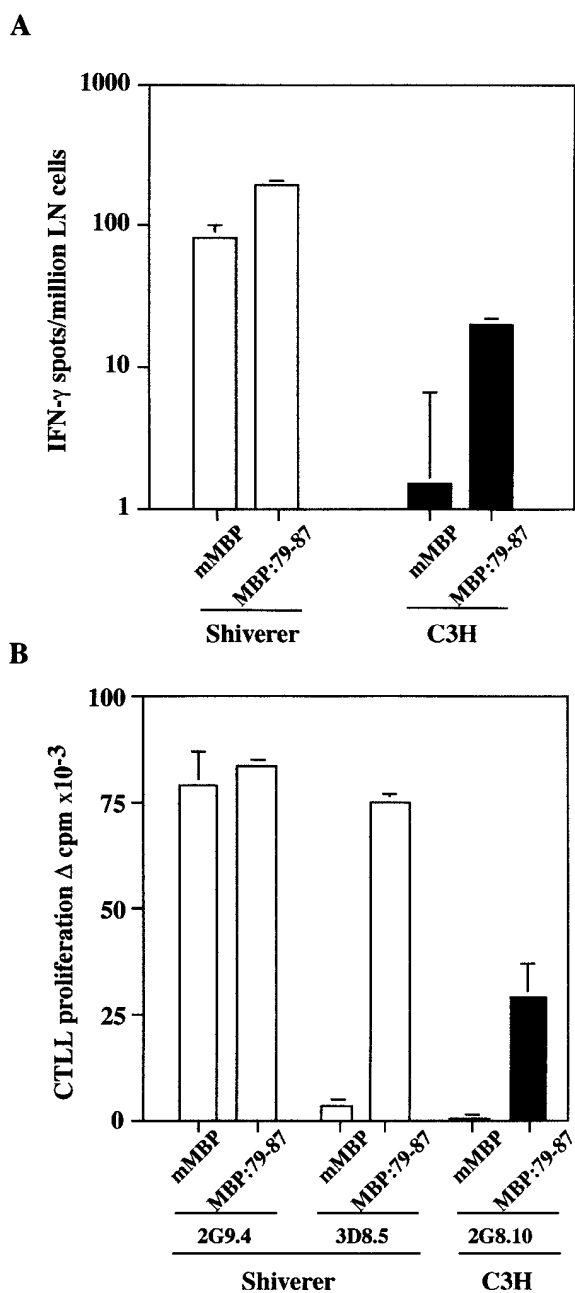 A
IFN-γ spots/million LN cells
1000
100
10
1
mMBP
MBP:79-87
mMBP
MBP:79-87
Shiverer
C3H
B
CTLL proliferation Δ cpm x10-3
100
75
50
25
0
mMBP
MBP:79-87
mMBP
MBP:79-87
mMBP
MBP:79-87
2G9.4
3D8.5
2G8.10
Shiverer
C3H